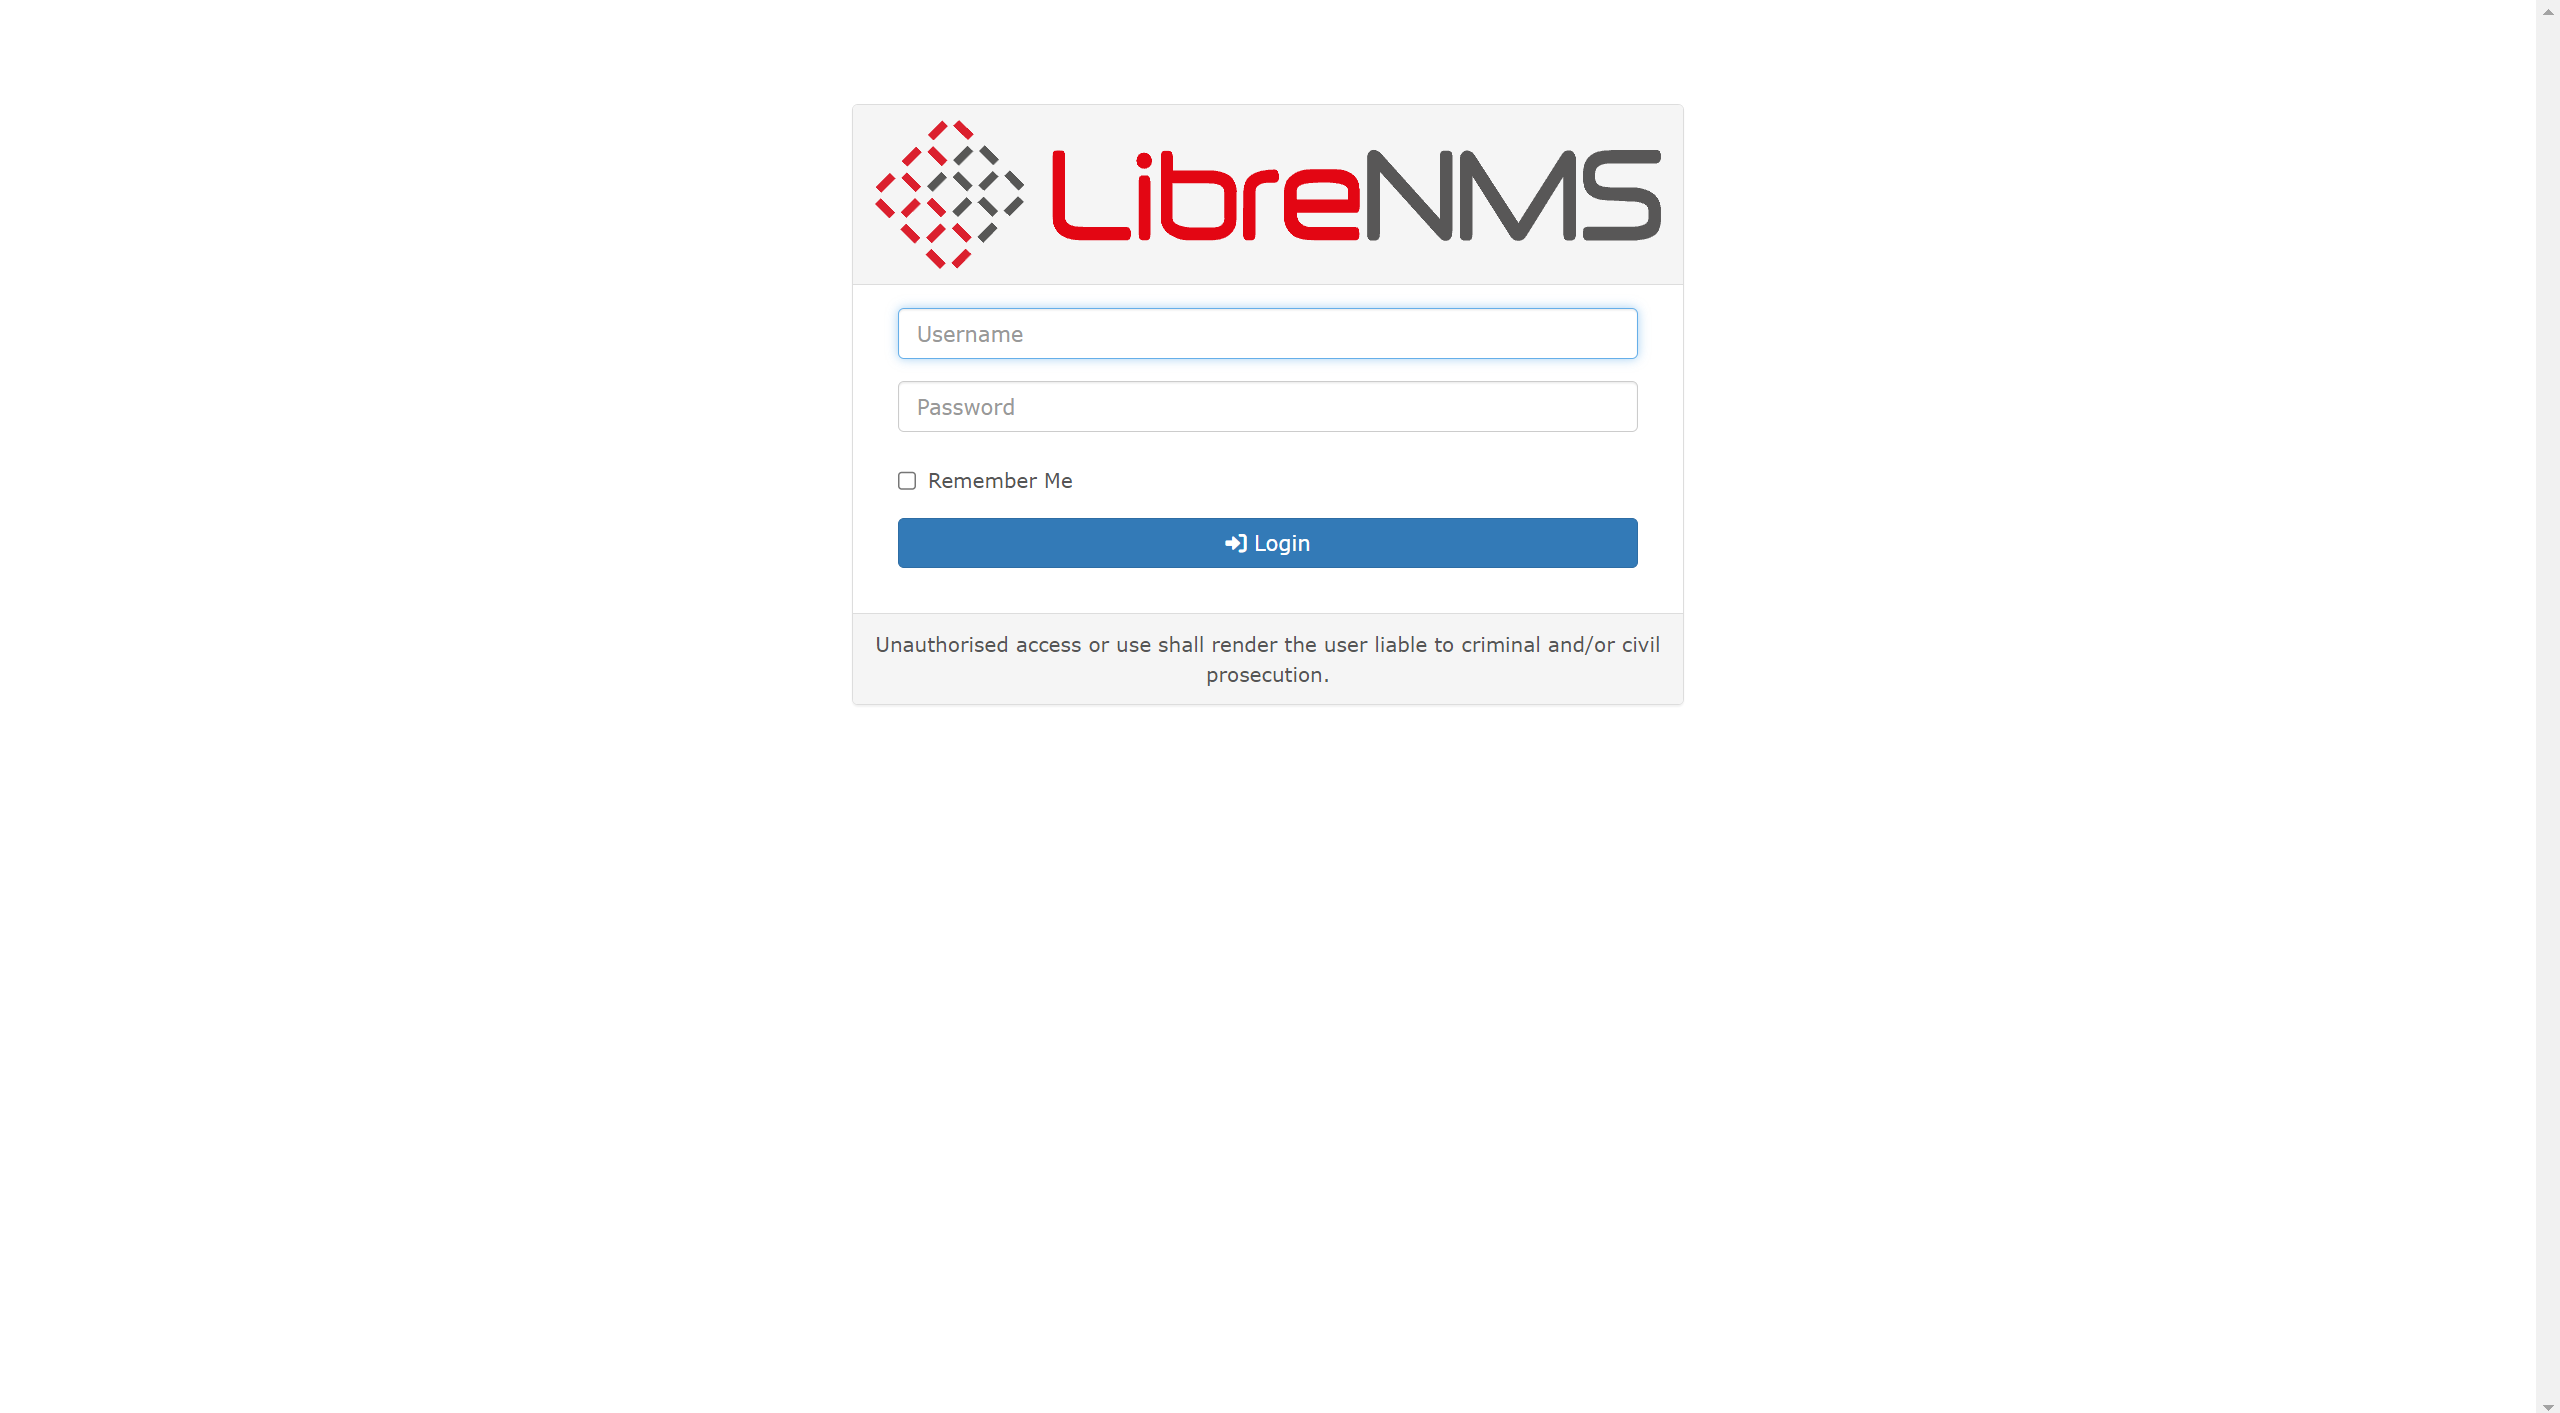 LibreNMS
Username
Password
Remember Me
Login
Unauthorised access or use shall render the user liable to criminal and/or civil
prosecution.